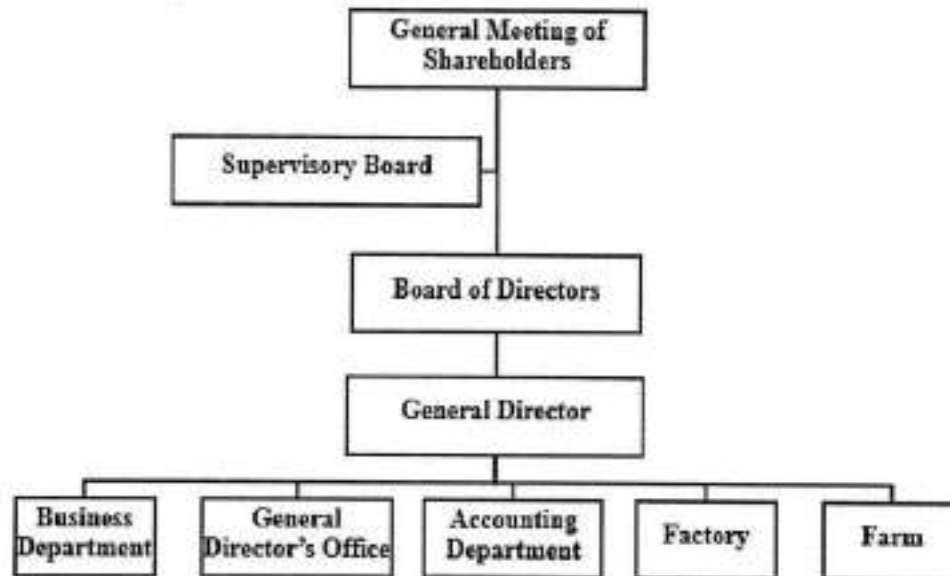 General Meeting of
Shareholders
Supervisory Board
Board of Directors
General Director
Business
Department
General
Director's Office
Accounting
Department
Factory
Farm